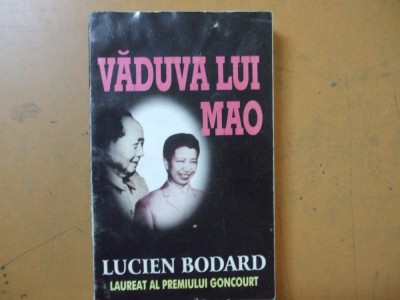 VĂDUVA LUI
MAO
LUCIEN BODARD
LAUREAT AL PREMIULUI GONCOURT